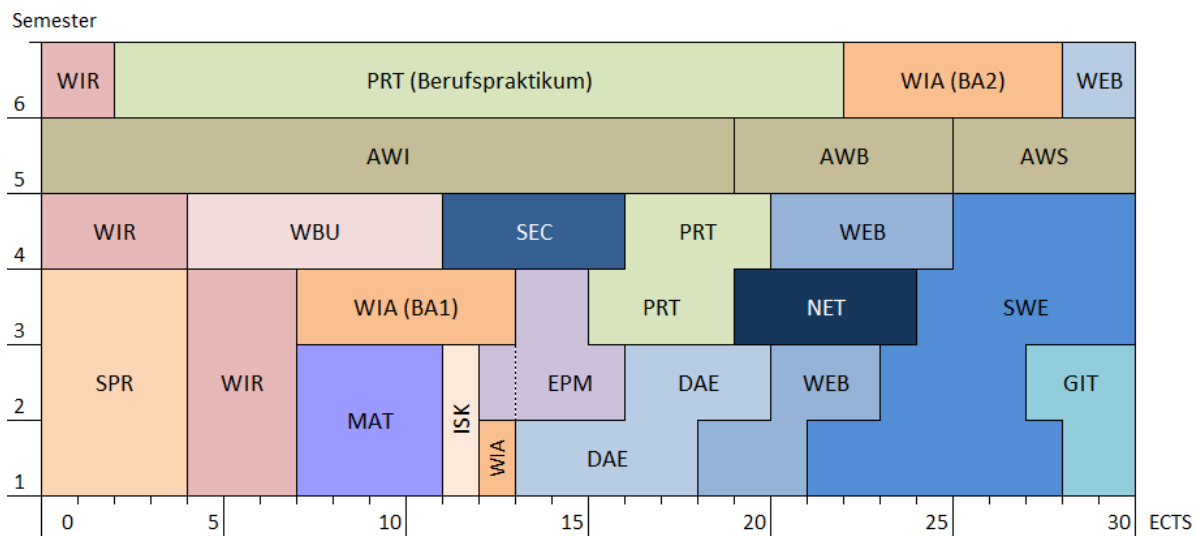 Semester
WIR PRT (Berufspraktikum) WIA (BA2) WEB
6
AWI AWB AWS
5
WIR WBU SEC PRT WEB
4
WIA (BA1) PRT NET SWE
3
SPR WIR EPM DAE WEB GIT
2
MAT ISK
WIA DAE
1
0 5 10 15 20 25 30 ECTS